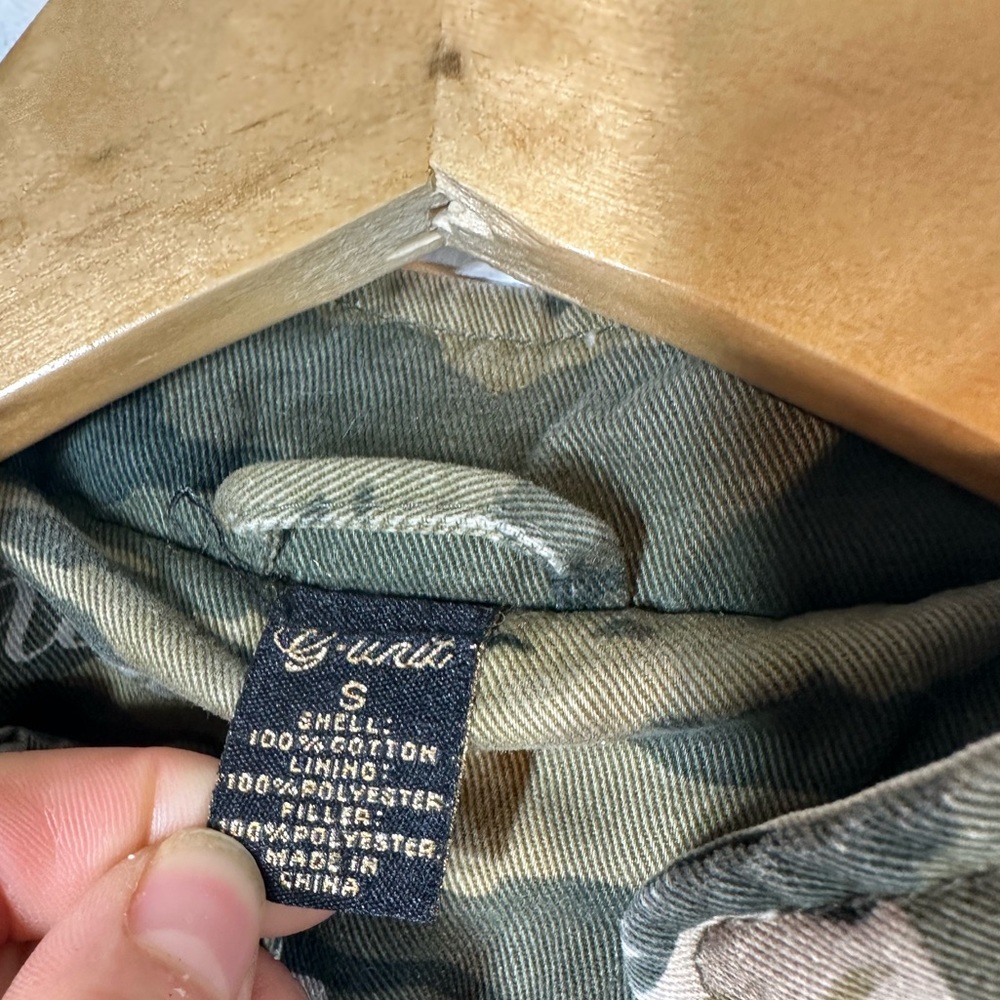 G-unit
S
SHELL:
100% COTTON
LINING:
100% POLYESTER
FILLER:
100% POLYESTER
MADE IN
CHINA